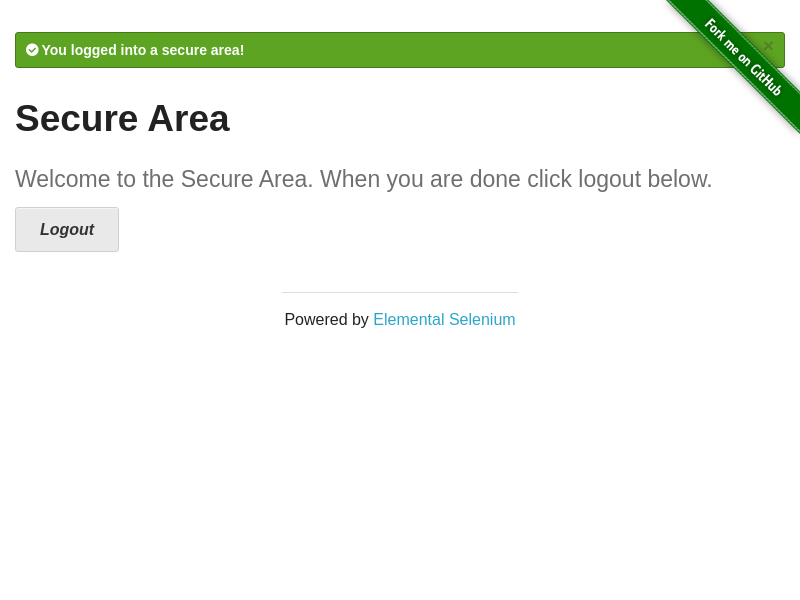 You logged into a secure area!
×
Fork me on GitHub
Secure Area
Welcome to the Secure Area. When you are done click logout below.
Logout
Powered by Elemental Selenium